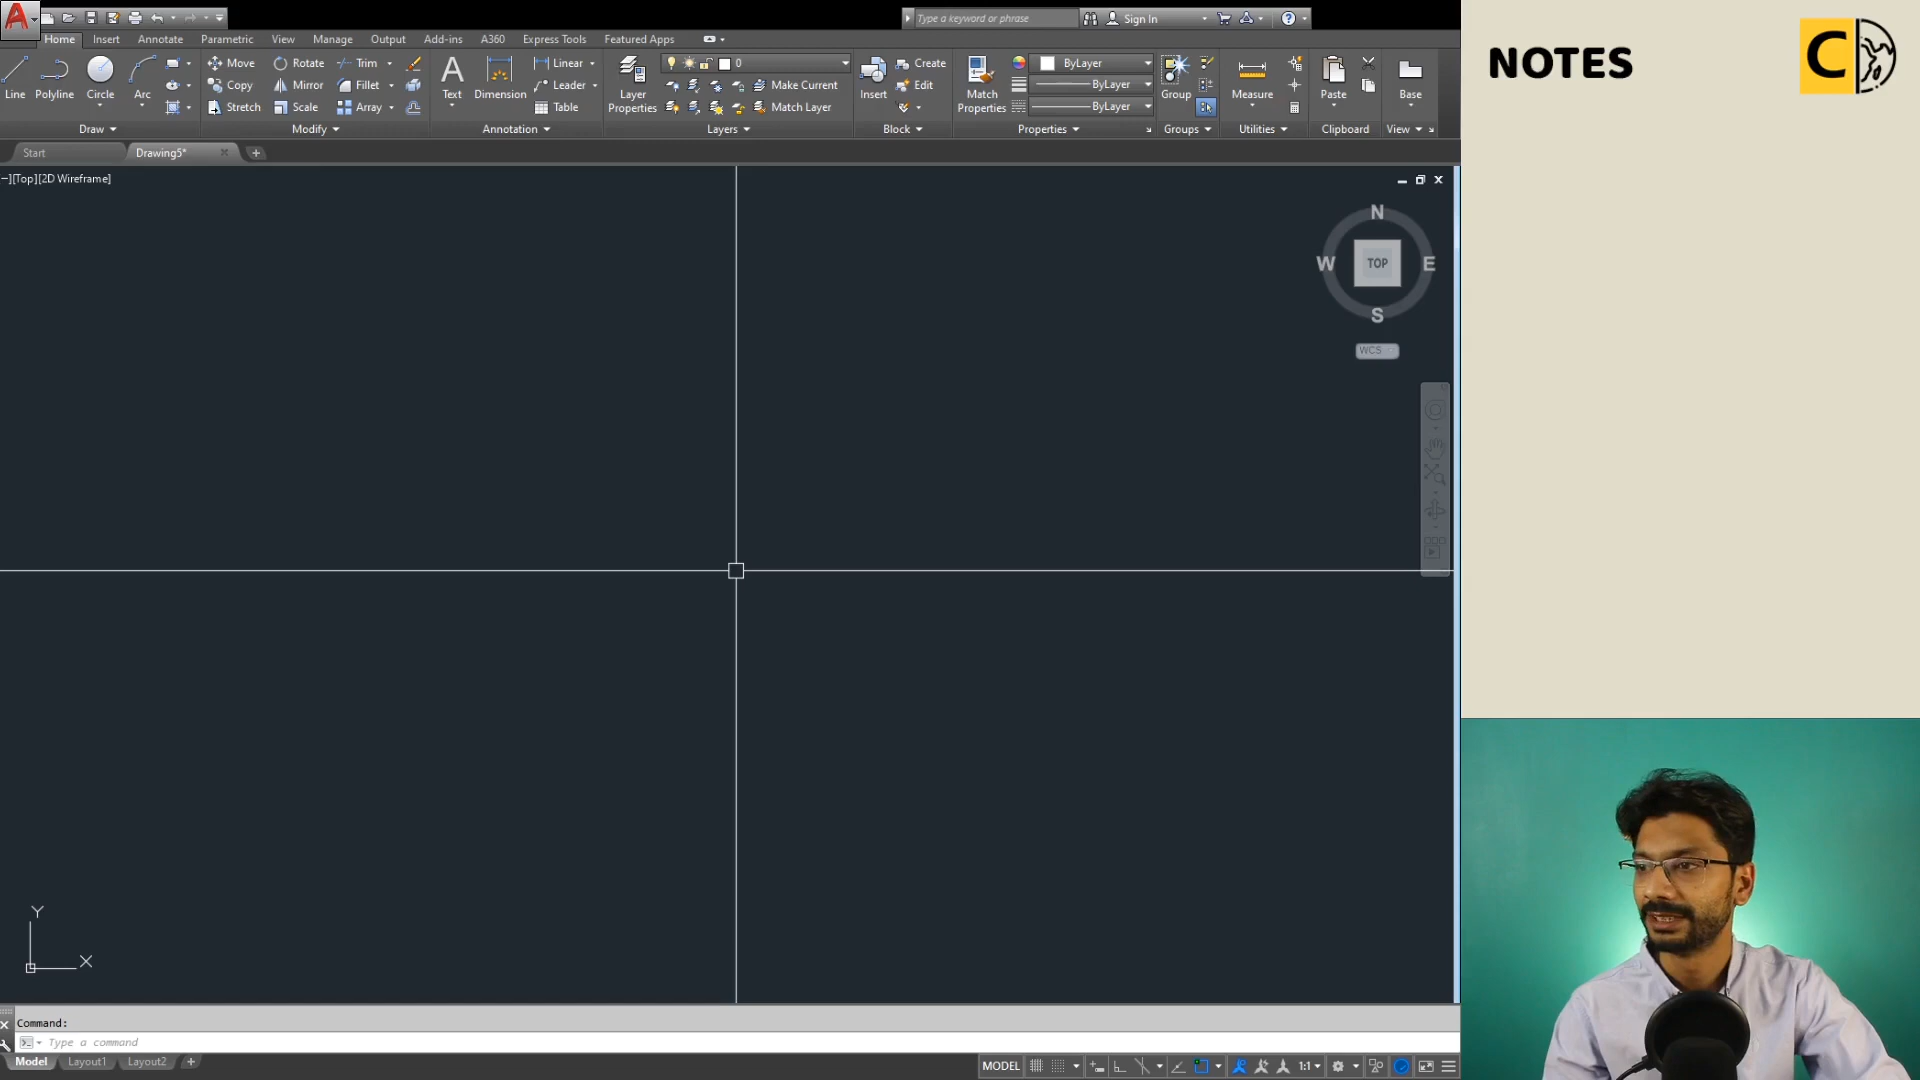 Type a keyword or phrase
Sign In
NOTES
C
A
Home Insert Annotate Parametric View Manage Output Add-ins A360 Express Tools Featured Apps
Line Polyline Circle Arc
Move Rotate Trim
Copy Mirror Fillet
Stretch Scale Array
Text Dimension
Linear
Leader
Table
Layer Properties
0
Make Current
Match Layer
Insert
Create
Edit
Match Properties
ByLayer
ByLayer
ByLayer
Group
Measure
Paste
Base
Draw Modify Annotation Layers Block Properties Groups Utilities Clipboard View
Start Drawing5*
−][Top][2D Wireframe]
N
W TOP E
S
WCS
Y
X
Command:
Type a command
Model Layout1 Layout2
MODEL 1:1